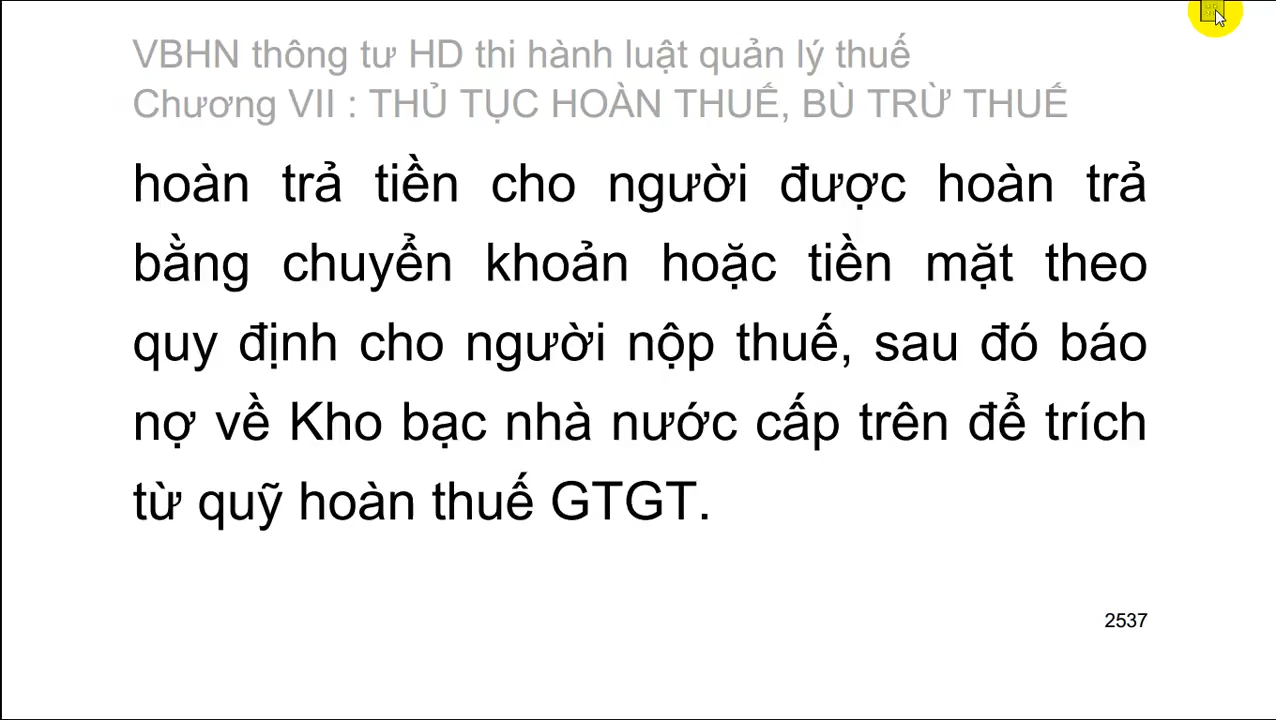 VBHN thông tư HD thi hành luật quản lý thuế
Chương VII : THỦ TỤC HOÀN THUẾ, BÙ TRỪ THUẾ
hoàn trả tiền cho người được hoàn trả
bằng chuyển khoản hoặc tiền mặt theo
quy định cho người nộp thuế, sau đó báo
nợ về Kho bạc nhà nước cấp trên để trích
từ quỹ hoàn thuế GTGT.
2537